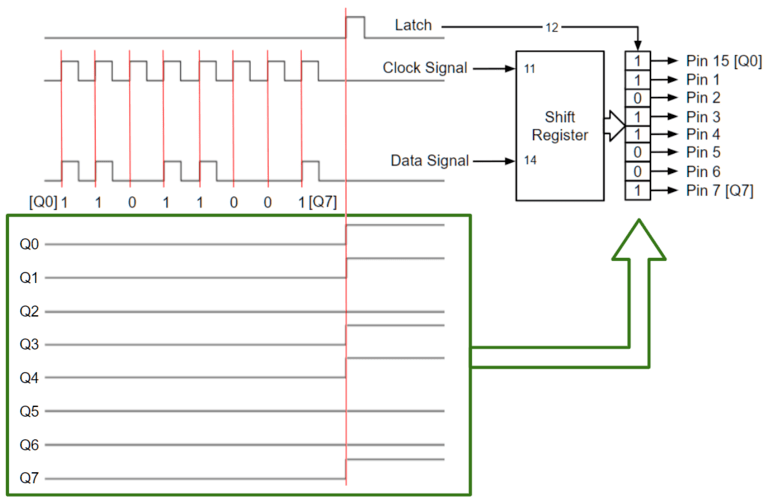 Latch
12
Clock Signal
11
Shift
Register
Data Signal
14
1 Pin 15 [Q0]
1 Pin 1
0 Pin 2
1 Pin 3
1 Pin 4
0 Pin 5
0 Pin 6
1 Pin 7 [Q7]
[Q0] 1 1 0 1 1 0 0 1 [Q7]
Q0
Q1
Q2
Q3
Q4
Q5
Q6
Q7